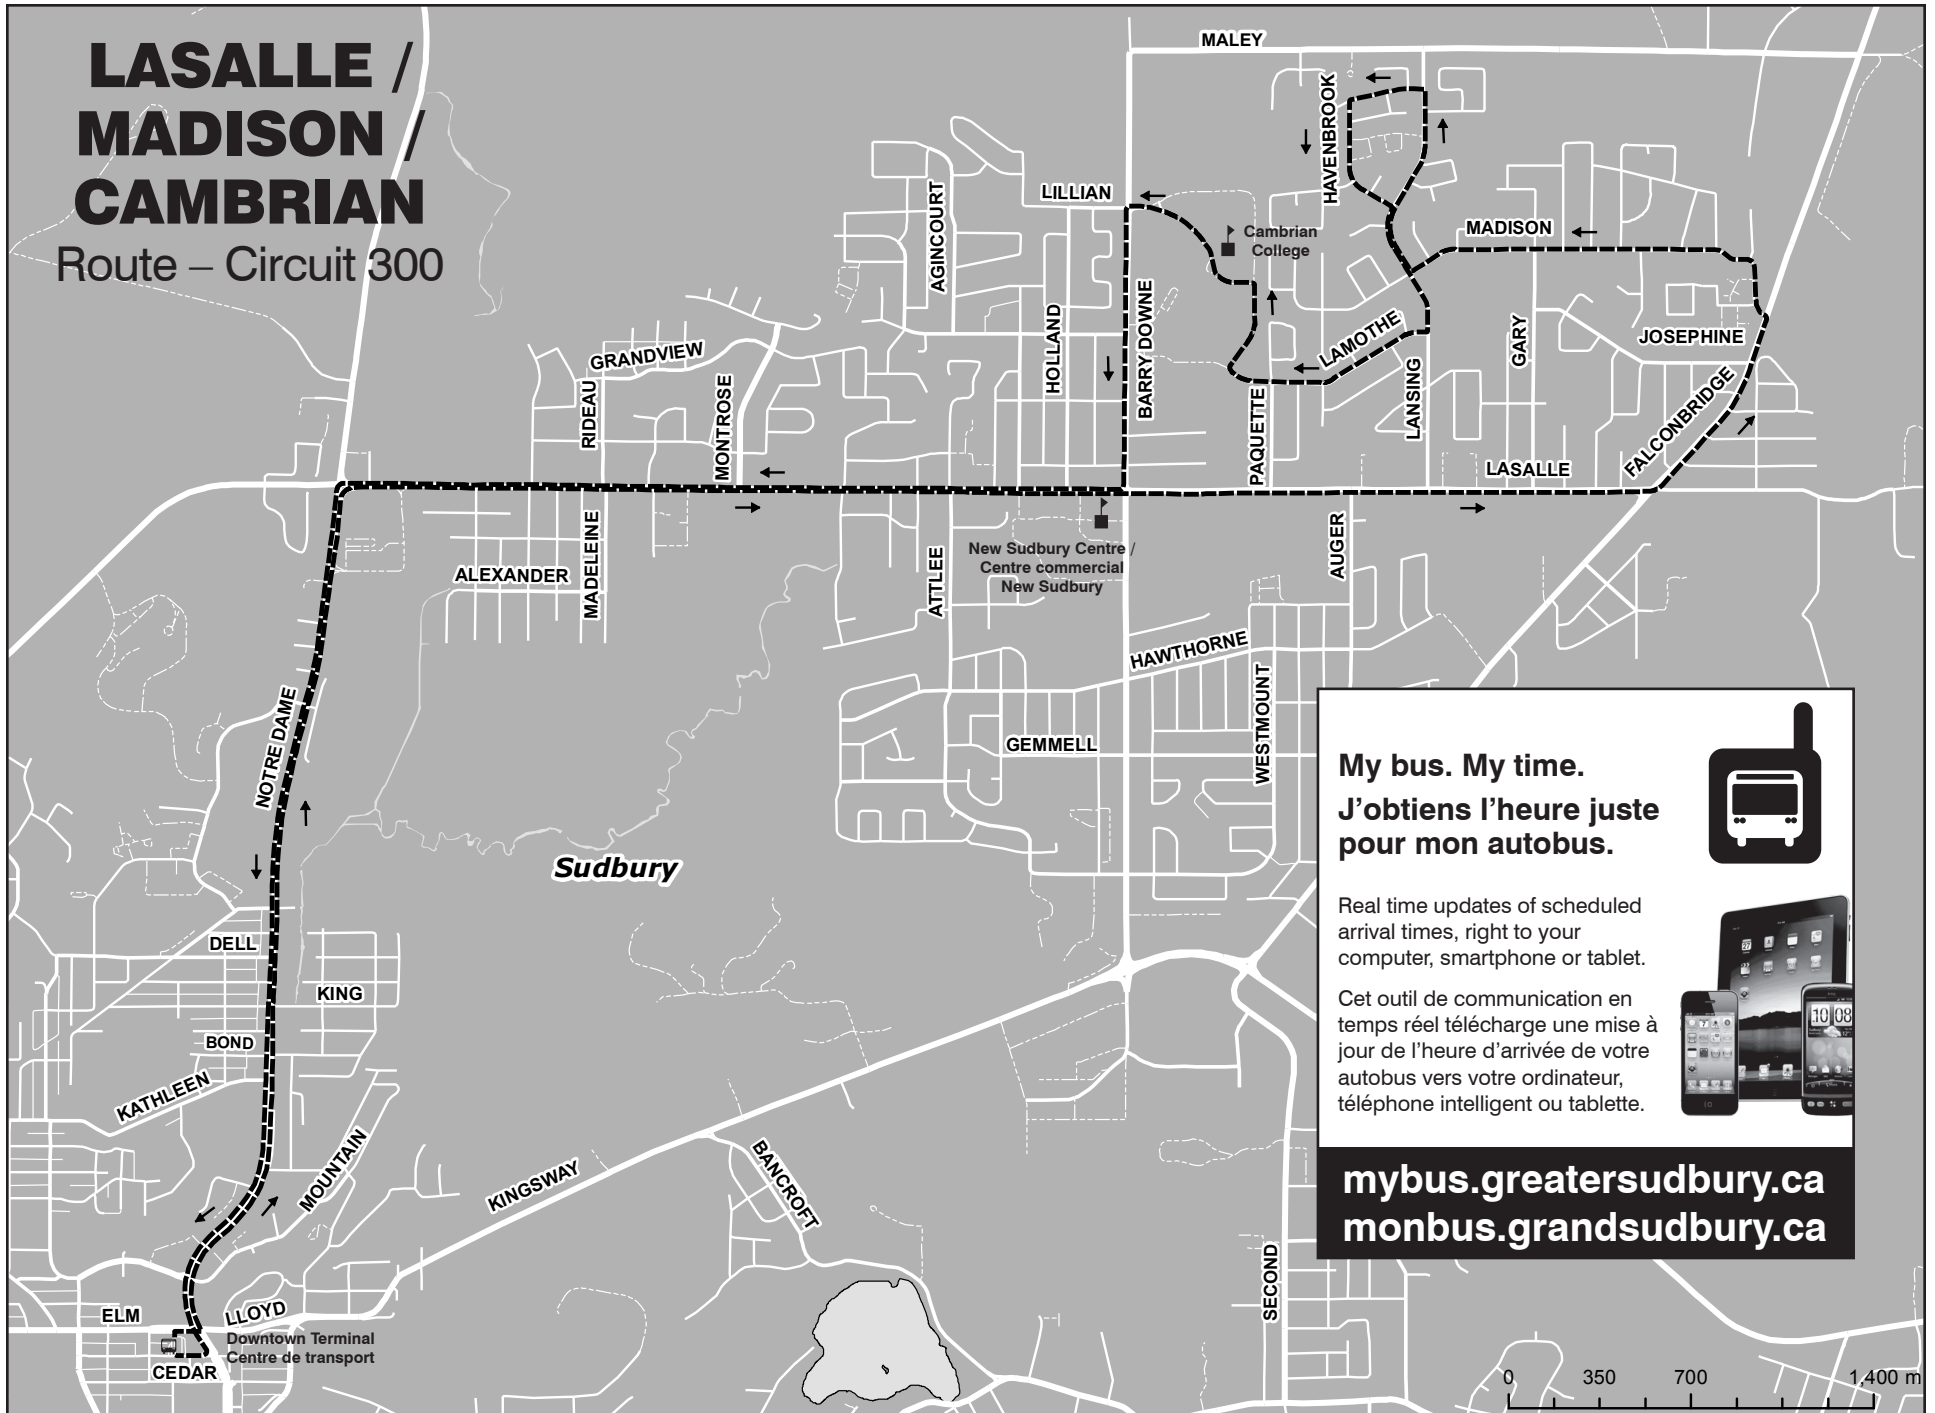 LASALLE /
MADISON /
CAMBRIAN
Route – Circuit 300
MALEY
HAVENBROOK
LILLIAN
AGINCOURT
Cambrian
College
MADISON
HOLLAND
BARRY DOWNE
LAMOTHE
GARY
JOSEPHINE
GRANDVIEW
RIDEAU
MONTROSE
PAQUETTE
LANSING
FALCONBRIDGE
LASALLE
ALEXANDER
MADELEINE
ATTLEE
New Sudbury Centre /
Centre commercial
New Sudbury
AUGER
HAWTHORNE
WESTMOUNT
GEMMELL
NOTRE DAME
Sudbury
DELL
KING
BOND
KATHLEEN
MOUNTAIN
KINGSWAY
BANCROFT
SECOND
ELM
LLOYD
Downtown Terminal
Centre de transport
CEDAR
My bus. My time.
J'obtiens l'heure juste
pour mon autobus.
Real time updates of scheduled
arrival times, right to your
computer, smartphone or tablet.
Cet outil de communication en
temps réel télécharge une mise à
jour de l'heure d'arrivée de votre
autobus vers votre ordinateur,
téléphone intelligent ou tablette.
10 08
mybus.greatersudbury.ca
monbus.grandsudbury.ca
0 350 700 1,400 m